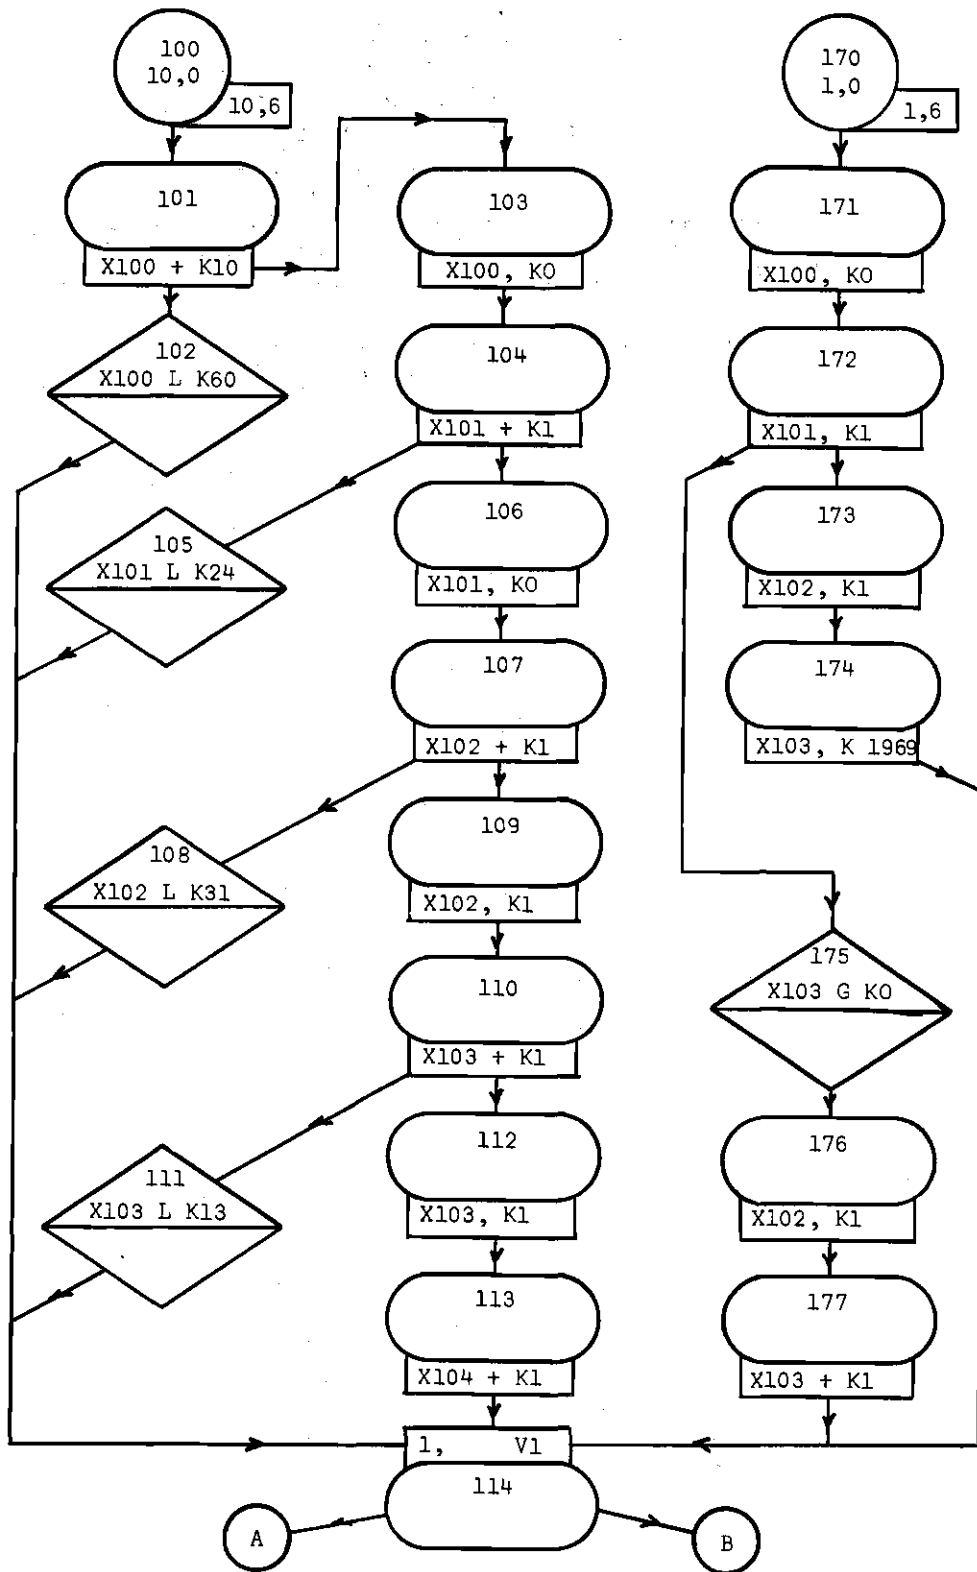 100
10,0
10,6
101
X100 + K10
102
X100 L K60
103
X100, K0
104
X101 + K1
105
X101 L K24
106
X101, K0
107
X102 + K1
108
X102 L K31
109
X102, K1
110
X103 + K1
111
X103 L K13
112
X103, K1
113
X104 + K1
170
1,0
1,6
171
X100, K0
172
X101, K1
173
X102, K1
174
X103, K 1969
175
X103 G K0
176
X102, K1
177
X103 + K1
1, V1
114
A
B